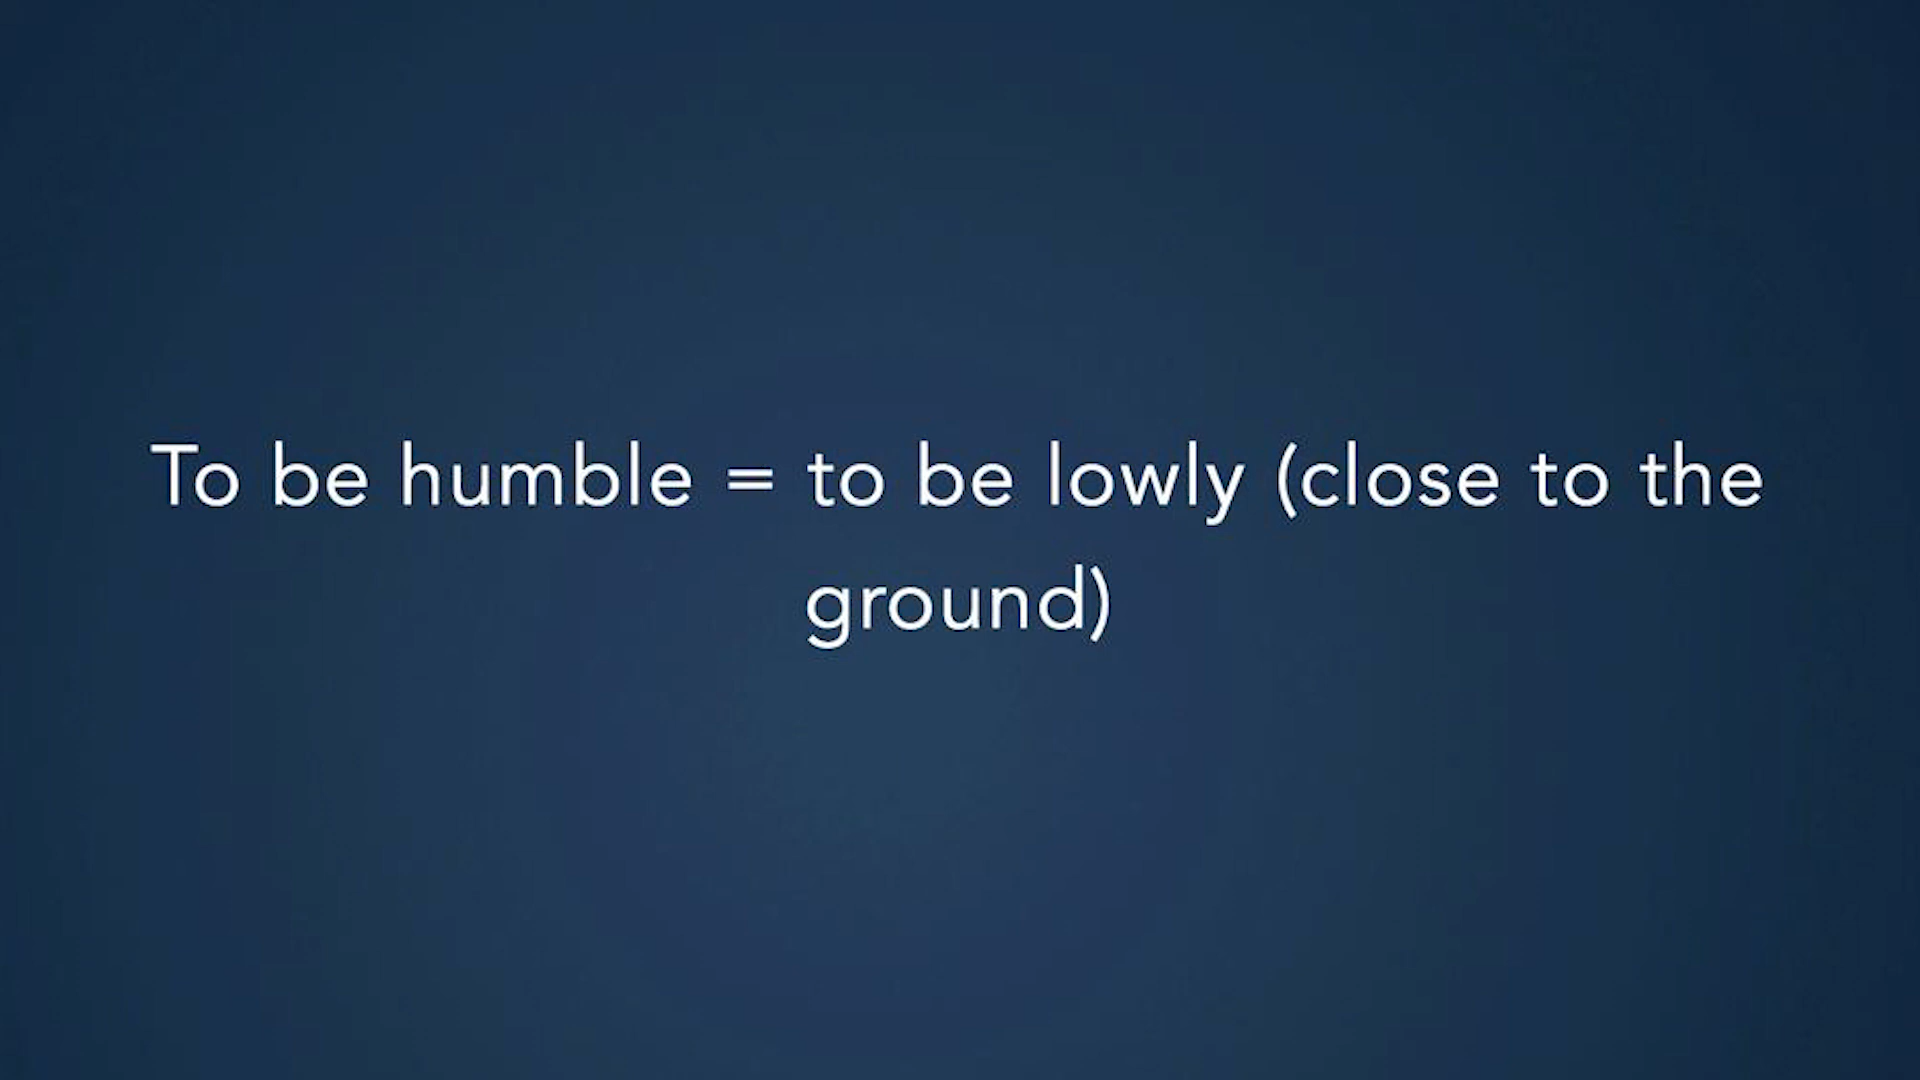 To be humble = to be lowly (close to the
ground)